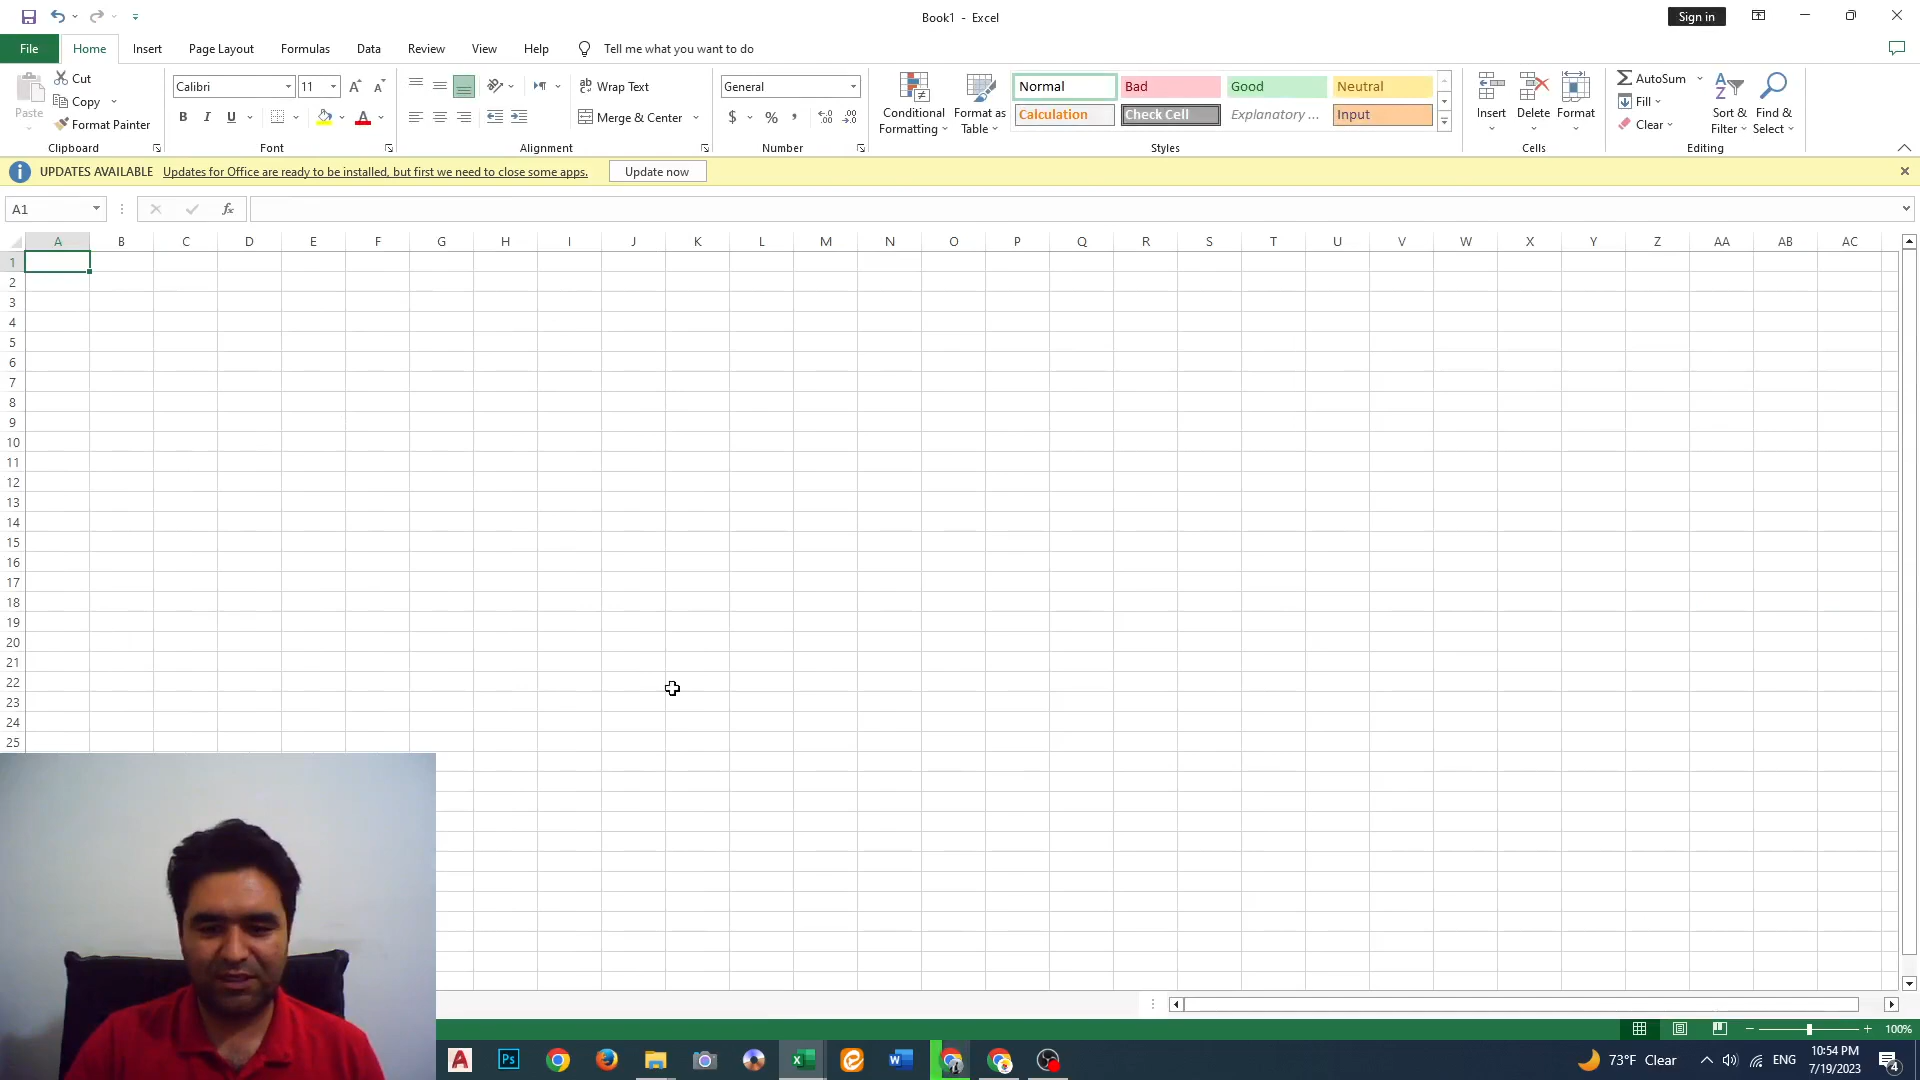 Book1 - Excel
Sign in
File Home Insert Page Layout Formulas Data Review View Help Tell me what you want to do
Paste
Cut
Copy
Format Painter
Clipboard
Calibri 11
B I U
Font
Wrap Text
Merge & Center
Alignment
General
$ % ,
Number
Conditional Formatting
Format as Table
Normal Bad Good Neutral
Calculation Check Cell Explanatory ... Input
Styles
Insert Delete Format
Cells
AutoSum
Fill
Clear
Sort & Filter
Find & Select
Editing
UPDATES AVAILABLE Updates for Office are ready to be installed, but first we need to close some apps. Update now
A1 fx
A B C D E F G H I J K L M N O P Q R S T U V W X Y Z AA AB AC
1
2
3
4
5
6
7
8
9
10
11
12
13
14
15
16
17
18
19
20
21
22
23
24
25
100%
73°F Clear
ENG
10:54 PM
7/19/2023
4